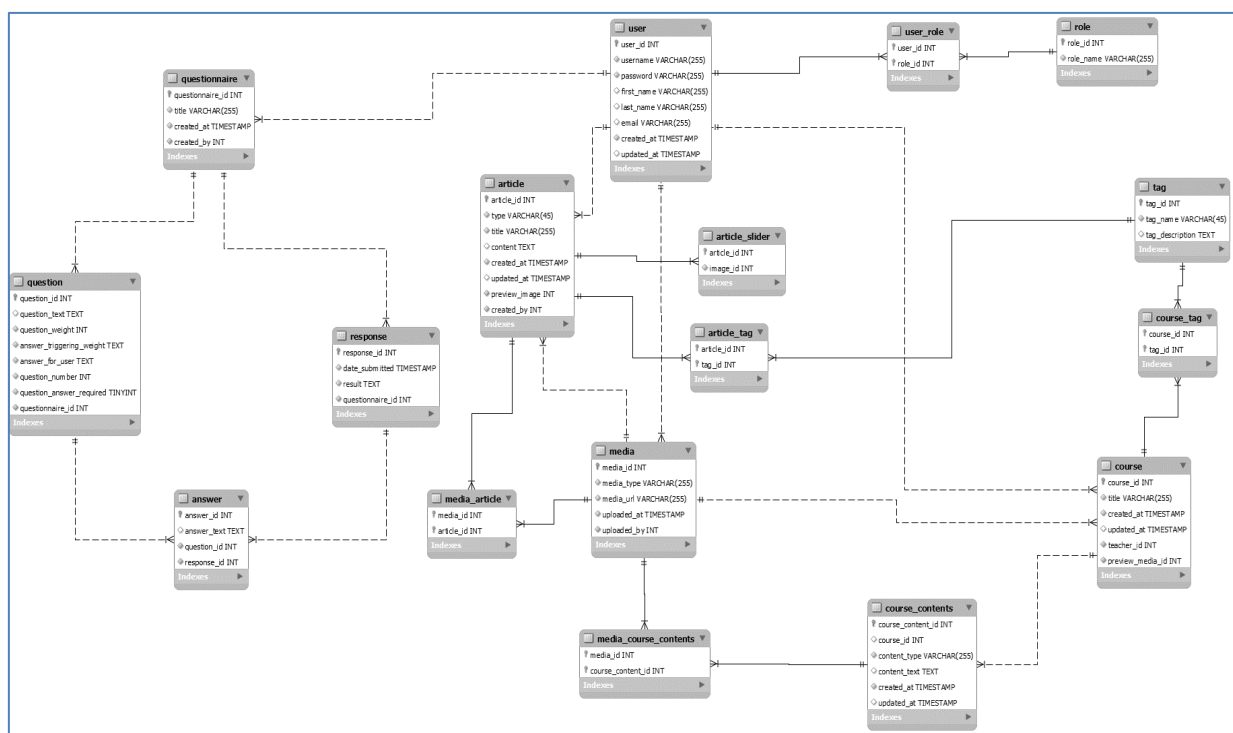 user
user_id INT
username VARCHAR(255)
password VARCHAR(255)
first_name VARCHAR(255)
last_name VARCHAR(255)
email VARCHAR(255)
created_at TIMESTAMP
updated_at TIMESTAMP
Indexes
user_role
user_id INT
role_id INT
Indexes
role
role_id INT
role_name VARCHAR(255)
Indexes
questionnaire
questionnaire_id INT
title VARCHAR(255)
created_at TIMESTAMP
created_by INT
Indexes
article
article_id INT
type VARCHAR(45)
title VARCHAR(255)
content TEXT
created_at TIMESTAMP
updated_at TIMESTAMP
preview_image INT
created_by INT
Indexes
tag
tag_id INT
tag_name VARCHAR(45)
tag_description TEXT
Indexes
article_slider
article_id INT
image_id INT
Indexes
question
question_id INT
question_text TEXT
question_weight INT
answer_triggering_weight TEXT
answer_for_user TEXT
question_number INT
question_answer_required TINYINT
questionnaire_id INT
Indexes
response
response_id INT
date_submitted TIMESTAMP
result TEXT
questionnaire_id INT
Indexes
article_tag
article_id INT
tag_id INT
Indexes
course_tag
course_id INT
tag_id INT
Indexes
media
media_id INT
media_type VARCHAR(255)
media_url VARCHAR(255)
uploaded_at TIMESTAMP
uploaded_by INT
Indexes
course
course_id INT
title VARCHAR(255)
created_at TIMESTAMP
updated_at TIMESTAMP
teacher_id INT
preview_media_id INT
Indexes
answer
answer_id INT
answer_text TEXT
question_id INT
response_id INT
Indexes
media_article
media_id INT
article_id INT
Indexes
media_course_contents
media_id INT
course_content_id INT
Indexes
course_contents
course_content_id INT
course_id INT
content_type VARCHAR(255)
content_text TEXT
created_at TIMESTAMP
updated_at TIMESTAMP
Indexes